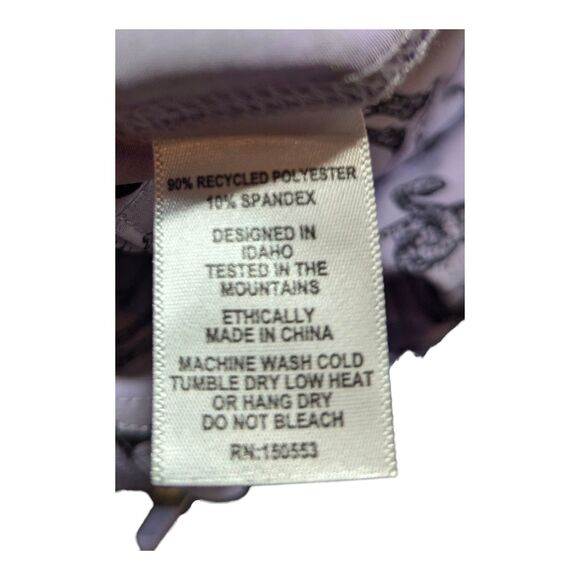 90% RECYCLED POLYESTER
10% SPANDEX
DESIGNED IN
IDAHO
TESTED IN THE
MOUNTAINS
ETHICALLY
MADE IN CHINA
MACHINE WASH COLD
TUMBLE DRY LOW HEAT
OR HANG DRY
DO NOT BLEACH
RN:150553